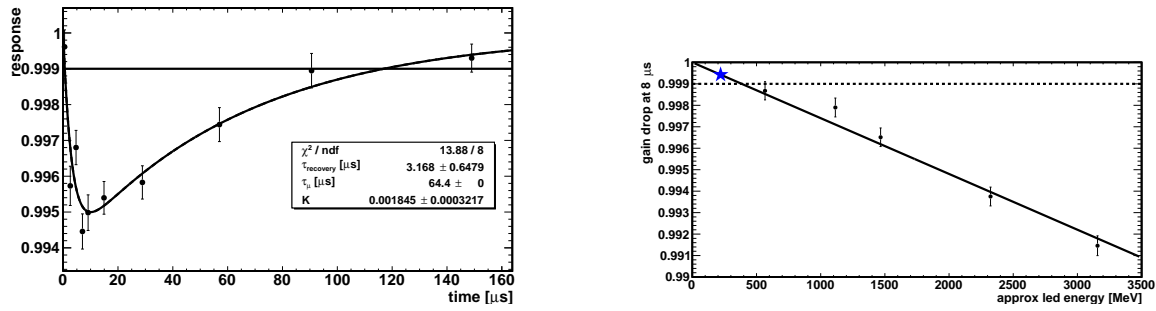 response
1
0.999
0.998
0.997
0.996
0.995
0.994
χ² / ndf 13.88 / 8
τrecovery [μs] 3.168 ± 0.6479
τμ [μs] 64.4 ± 0
K 0.001845 ± 0.0003217
0 20 40 60 80 100 120 140 160
time [μs]
gain drop at 8 μs
1
0.999
0.998
0.997
0.995
0.994
0.993
0.992
0.991
0.99
0 500 1000 1500 2000 2500 3000 3500
approx led energy [MeV]